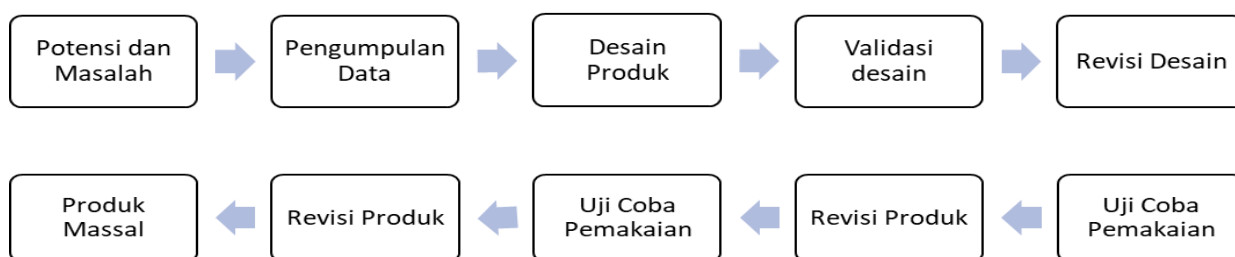 Potensi dan
Masalah
Pengumpulan
Data
Desain
Produk
Validasi
desain
Revisi Desain
Produk
Massal
Revisi Produk
Uji Coba
Pemakaian
Revisi Produk
Uji Coba
Pemakaian